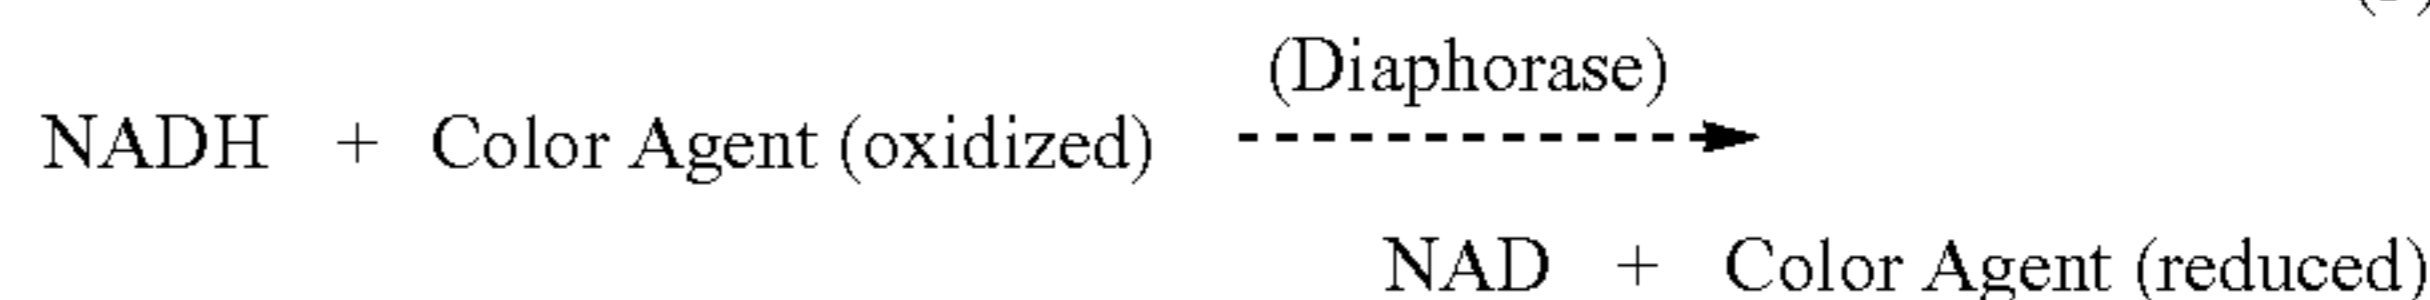 (Diaphorase)
NADH + Color Agent (oxidized)
NAD + Color Agent (reduced)